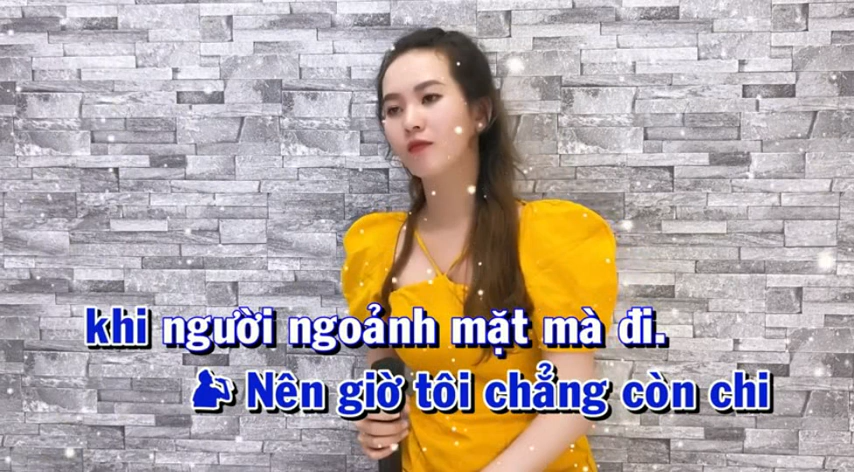 khi người ngoảnh mặt mà đi.
Nên giờ tôi chẳng còn chi